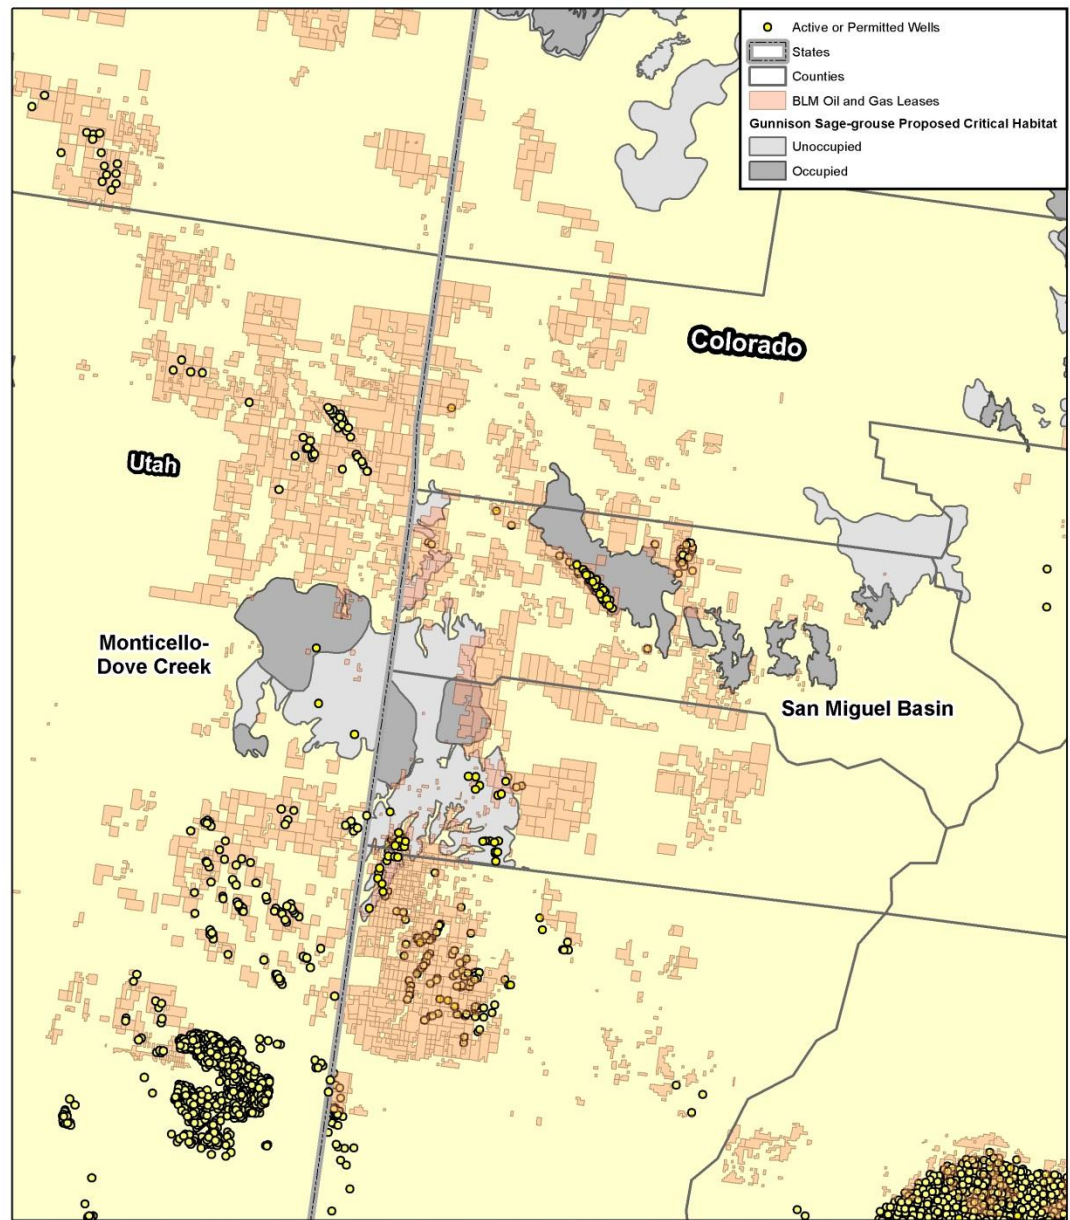 Active or Permitted Wells
States
Counties
BLM Oil and Gas Leases
Gunnison Sage-grouse Proposed Critical Habitat
Unoccupied
Occupied
Colorado
Utah
Monticello-
Dove Creek
San Miguel Basin